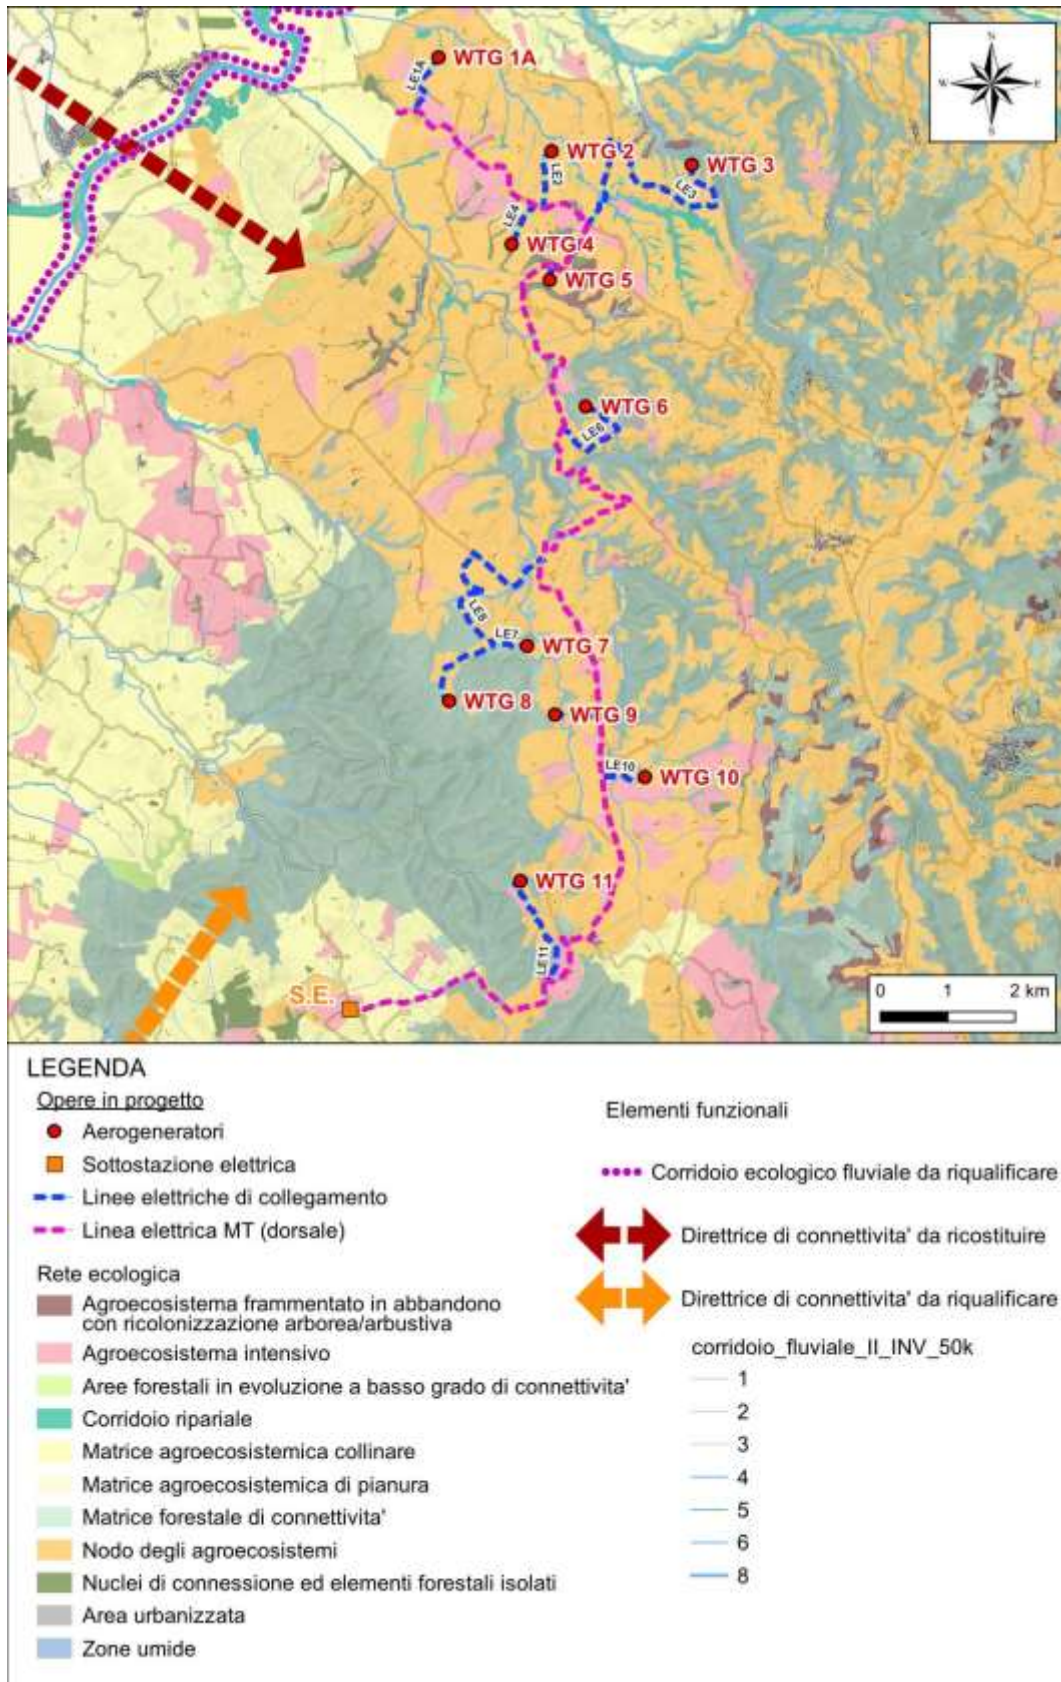 WTG 1A
LE1A
N
W
E
S
WTG 2
LE2
WTG 3
LE3
LE4
WTG 4
WTG 5
WTG 6
LE6
LE8
LE7
WTG 7
WTG 8
WTG 9
LE10
WTG 10
WTG 11
LE11
S.E.
0 1 2 km
LEGENDA
Opere in progetto
Aerogeneratori
Sottostazione elettrica
Linee elettriche di collegamento
Linea elettrica MT (dorsale)
Rete ecologica
Agroecosistema frammentato in abbandono
con ricolonizzazione arborea/arbustiva
Agroecosistema intensivo
Aree forestali in evoluzione a basso grado di connettivita'
Corridoio ripariale
Matrice agroecosistemica collinare
Matrice agroecosistemica di pianura
Matrice forestale di connettivita'
Nodo degli agroecosistemi
Nuclei di connessione ed elementi forestali isolati
Area urbanizzata
Zone umide
Elementi funzionali
Corridoio ecologico fluviale da riqualificare
Direttrice di connettivita' da ricostituire
Direttrice di connettivita' da riqualificare
corridoio_fluviale_II_INV_50k
1
2
3
4
5
6
8